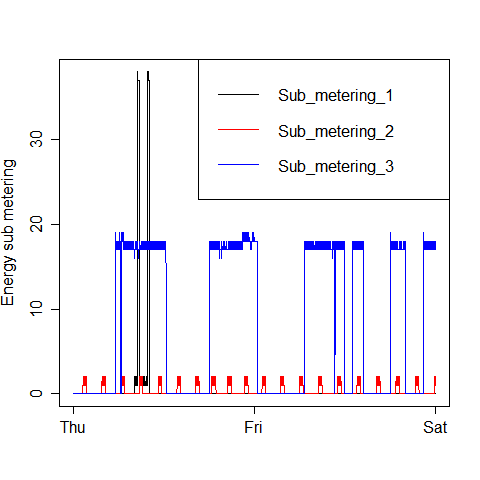 Sub_metering_1
Sub_metering_2
Sub_metering_3
Energy sub metering
30
20
10
0
Thu Fri Sat